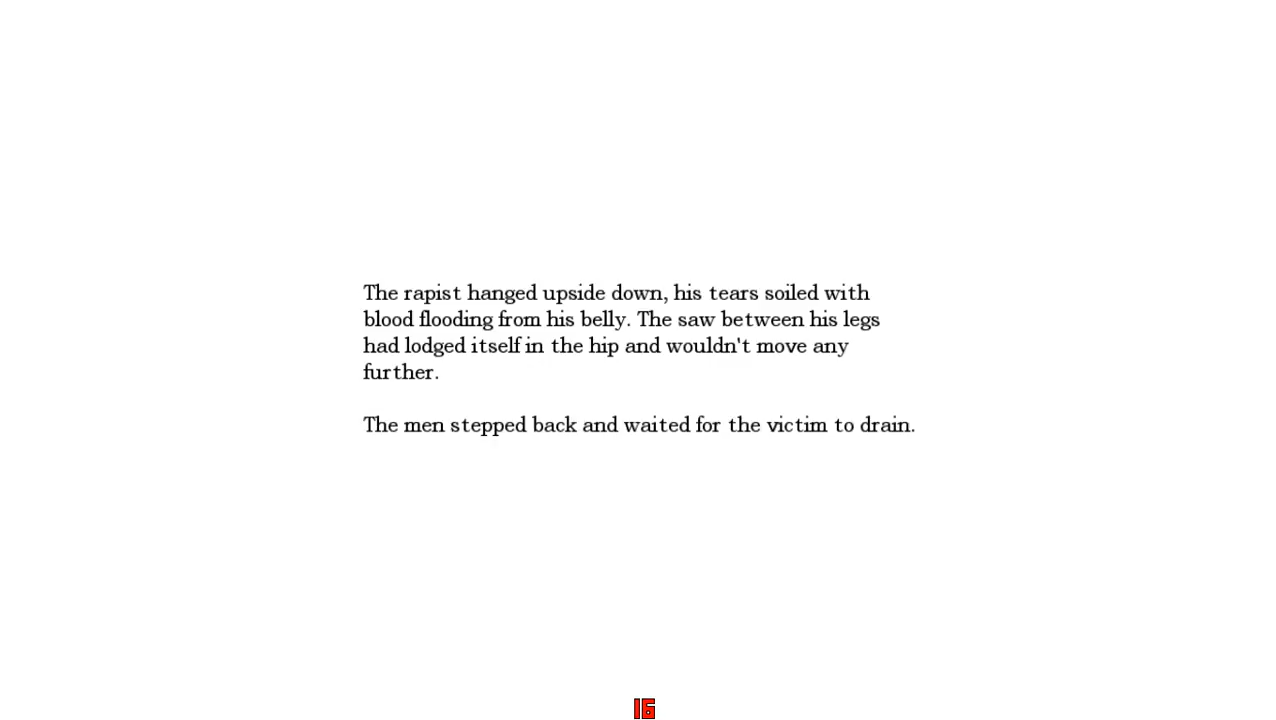 The rapist hanged upside down, his tears soiled with
blood flooding from his belly. The saw between his legs
had lodged itself in the hip and wouldn't move any
further.
The men stepped back and waited for the victim to drain.
16